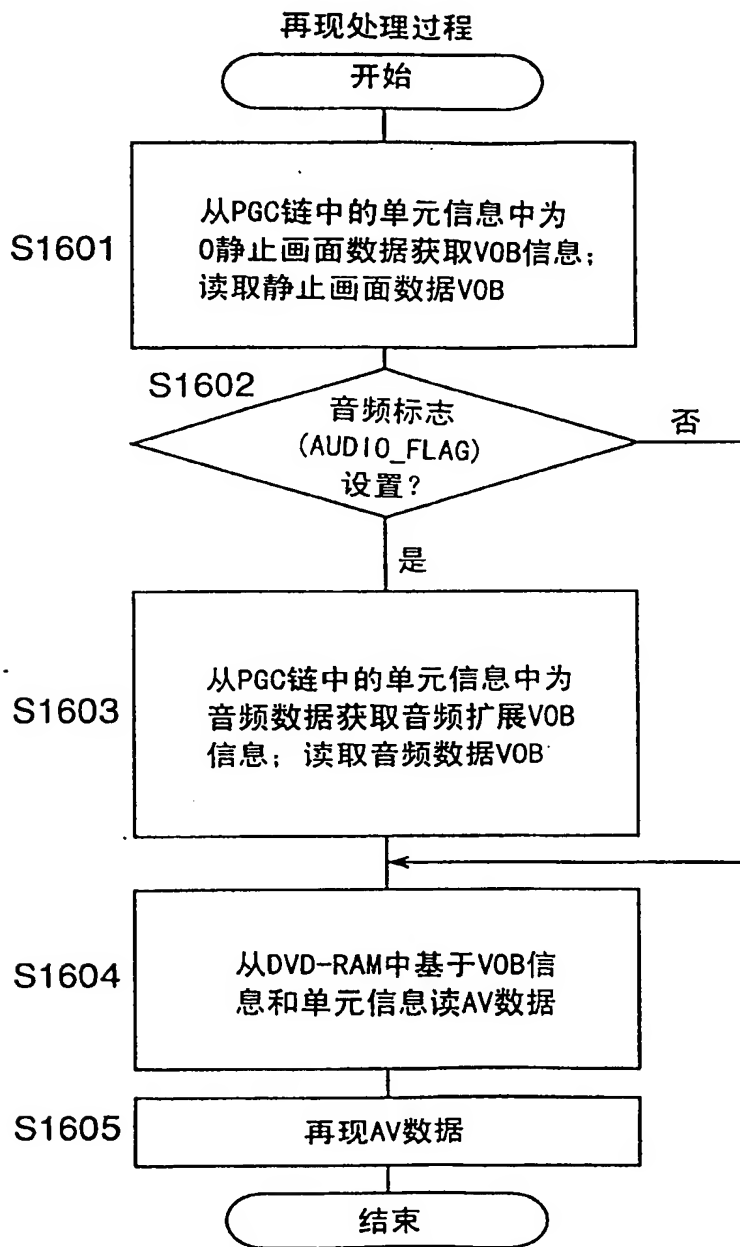 再现处理过程
开始
S1601
从PGC链中的单元信息中为
0静止画面数据获取VOB信息；
读取静止画面数据VOB
S1602
音频标志
(AUDIO_FLAG)
设置？
否
是
S1603
从PGC链中的单元信息中为
音频数据获取音频扩展VOB
信息；读取音频数据VOB
S1604
从DVD-RAM中基于VOB信
息和单元信息读AV数据
S1605
再现AV数据
结束